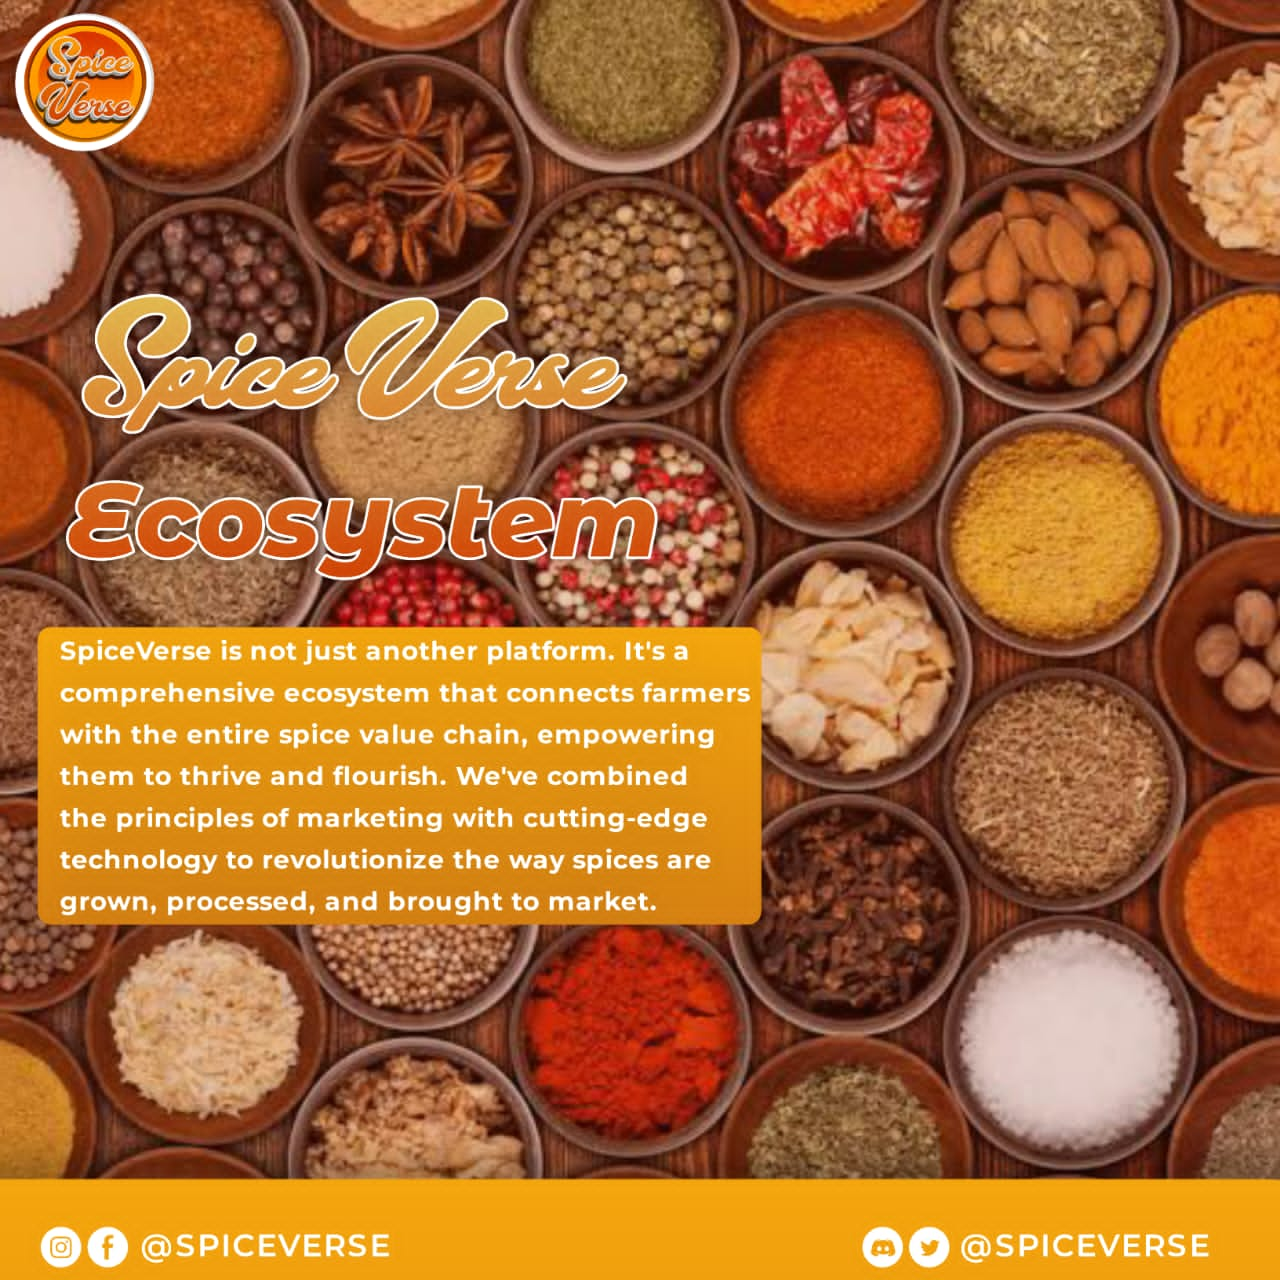 Spice
Verse
Spice Verse
Ecosystem
SpiceVerse is not just another platform. It's a
comprehensive ecosystem that connects farmers
with the entire spice value chain, empowering
them to thrive and flourish. We've combined
the principles of marketing with cutting-edge
technology to revolutionize the way spices are
grown, processed, and brought to market.
@SPICEVERSE
@SPICEVERSE